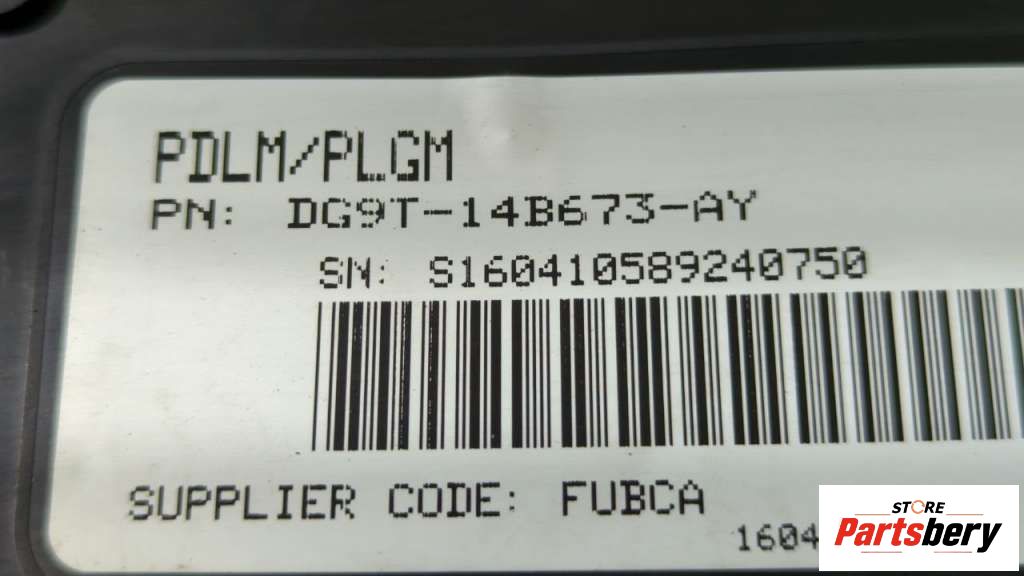 PDLM/PLGM
PN: DG9T-14B673-AY
SN: S160410589240750
SUPPLIER CODE: FUBCA
1604
STORE
Partsbery